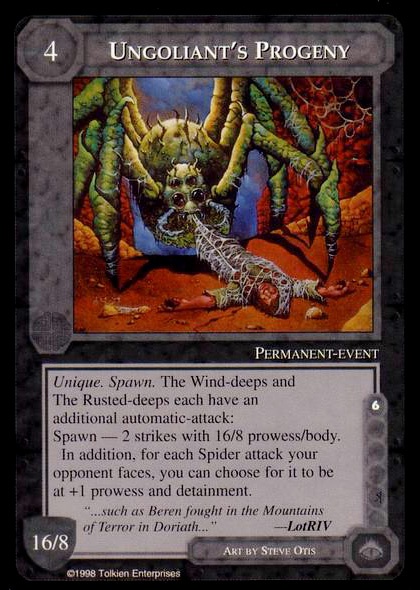 4
UNGOLIANT'S PROGENY
PERMANENT-EVENT
Unique. Spawn. The Wind-deeps and
The Rusted-deeps each have an
additional automatic-attack:
Spawn — 2 strikes with 16/8 prowess/body.
In addition, for each Spider attack your
opponent faces, you can choose for it to be
at +1 prowess and detainment.
"...such as Beren fought in the Mountains
of Terror in Doriath..." —LotRIV
6
16/8
ART BY STEVE OTIS
©1998 Tolkien Enterprises